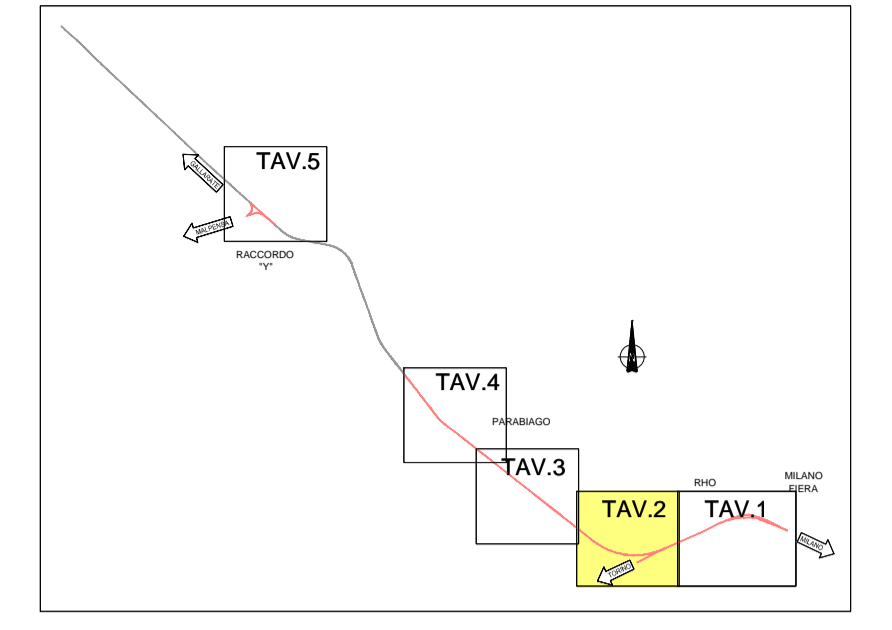 TAV.5
GALLARATE
MALPENSA
RACCORDO
"Y"
TAV.4
PARABIAGO
TAV.3
RHO
MILANO
FIERA
TAV.2
TAV.1
MILANO
TORINO